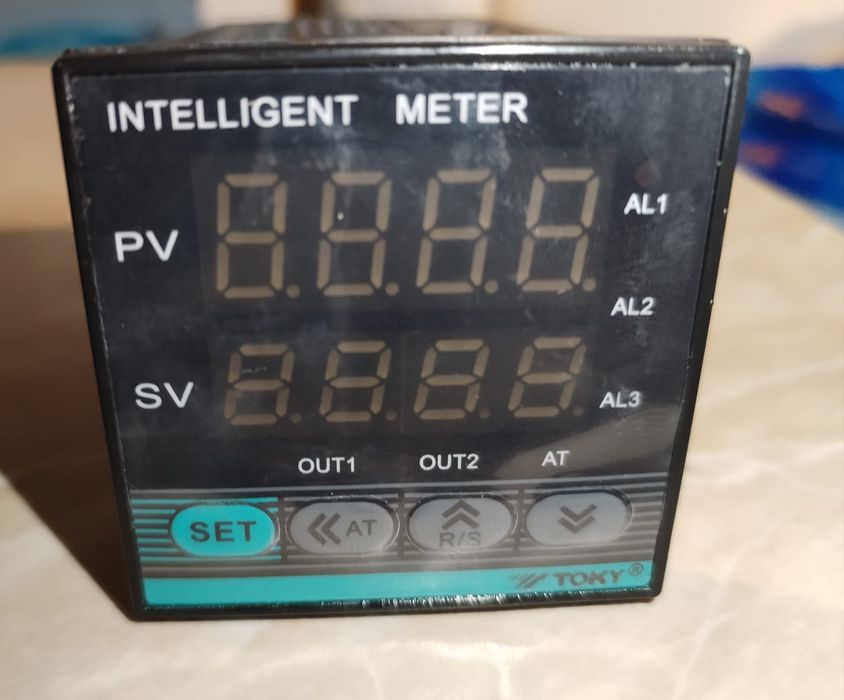 INTELLIGENT METER
AL1
PV
AL2
SV
AL3
OUT1 OUT2 AT
SET AT R/S
TOKY®